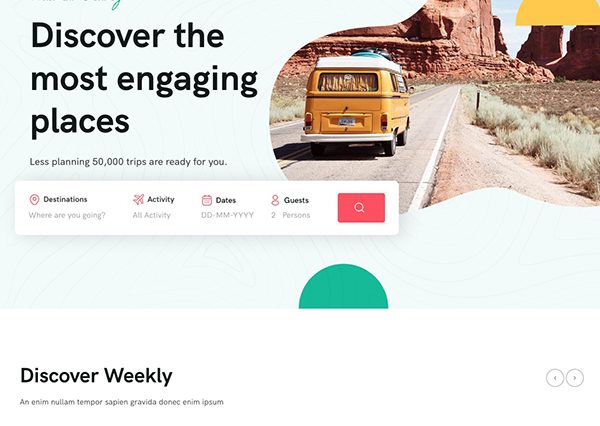 Discover the
most engaging
places
Less planning 50,000 trips are ready for you.
Destinations
Where are you going?
Activity
All Activity
Dates
DD-MM-YYYY
Guests
2 Persons
Discover Weekly
An enim nullam tempor sapien gravida donec enim ipsum